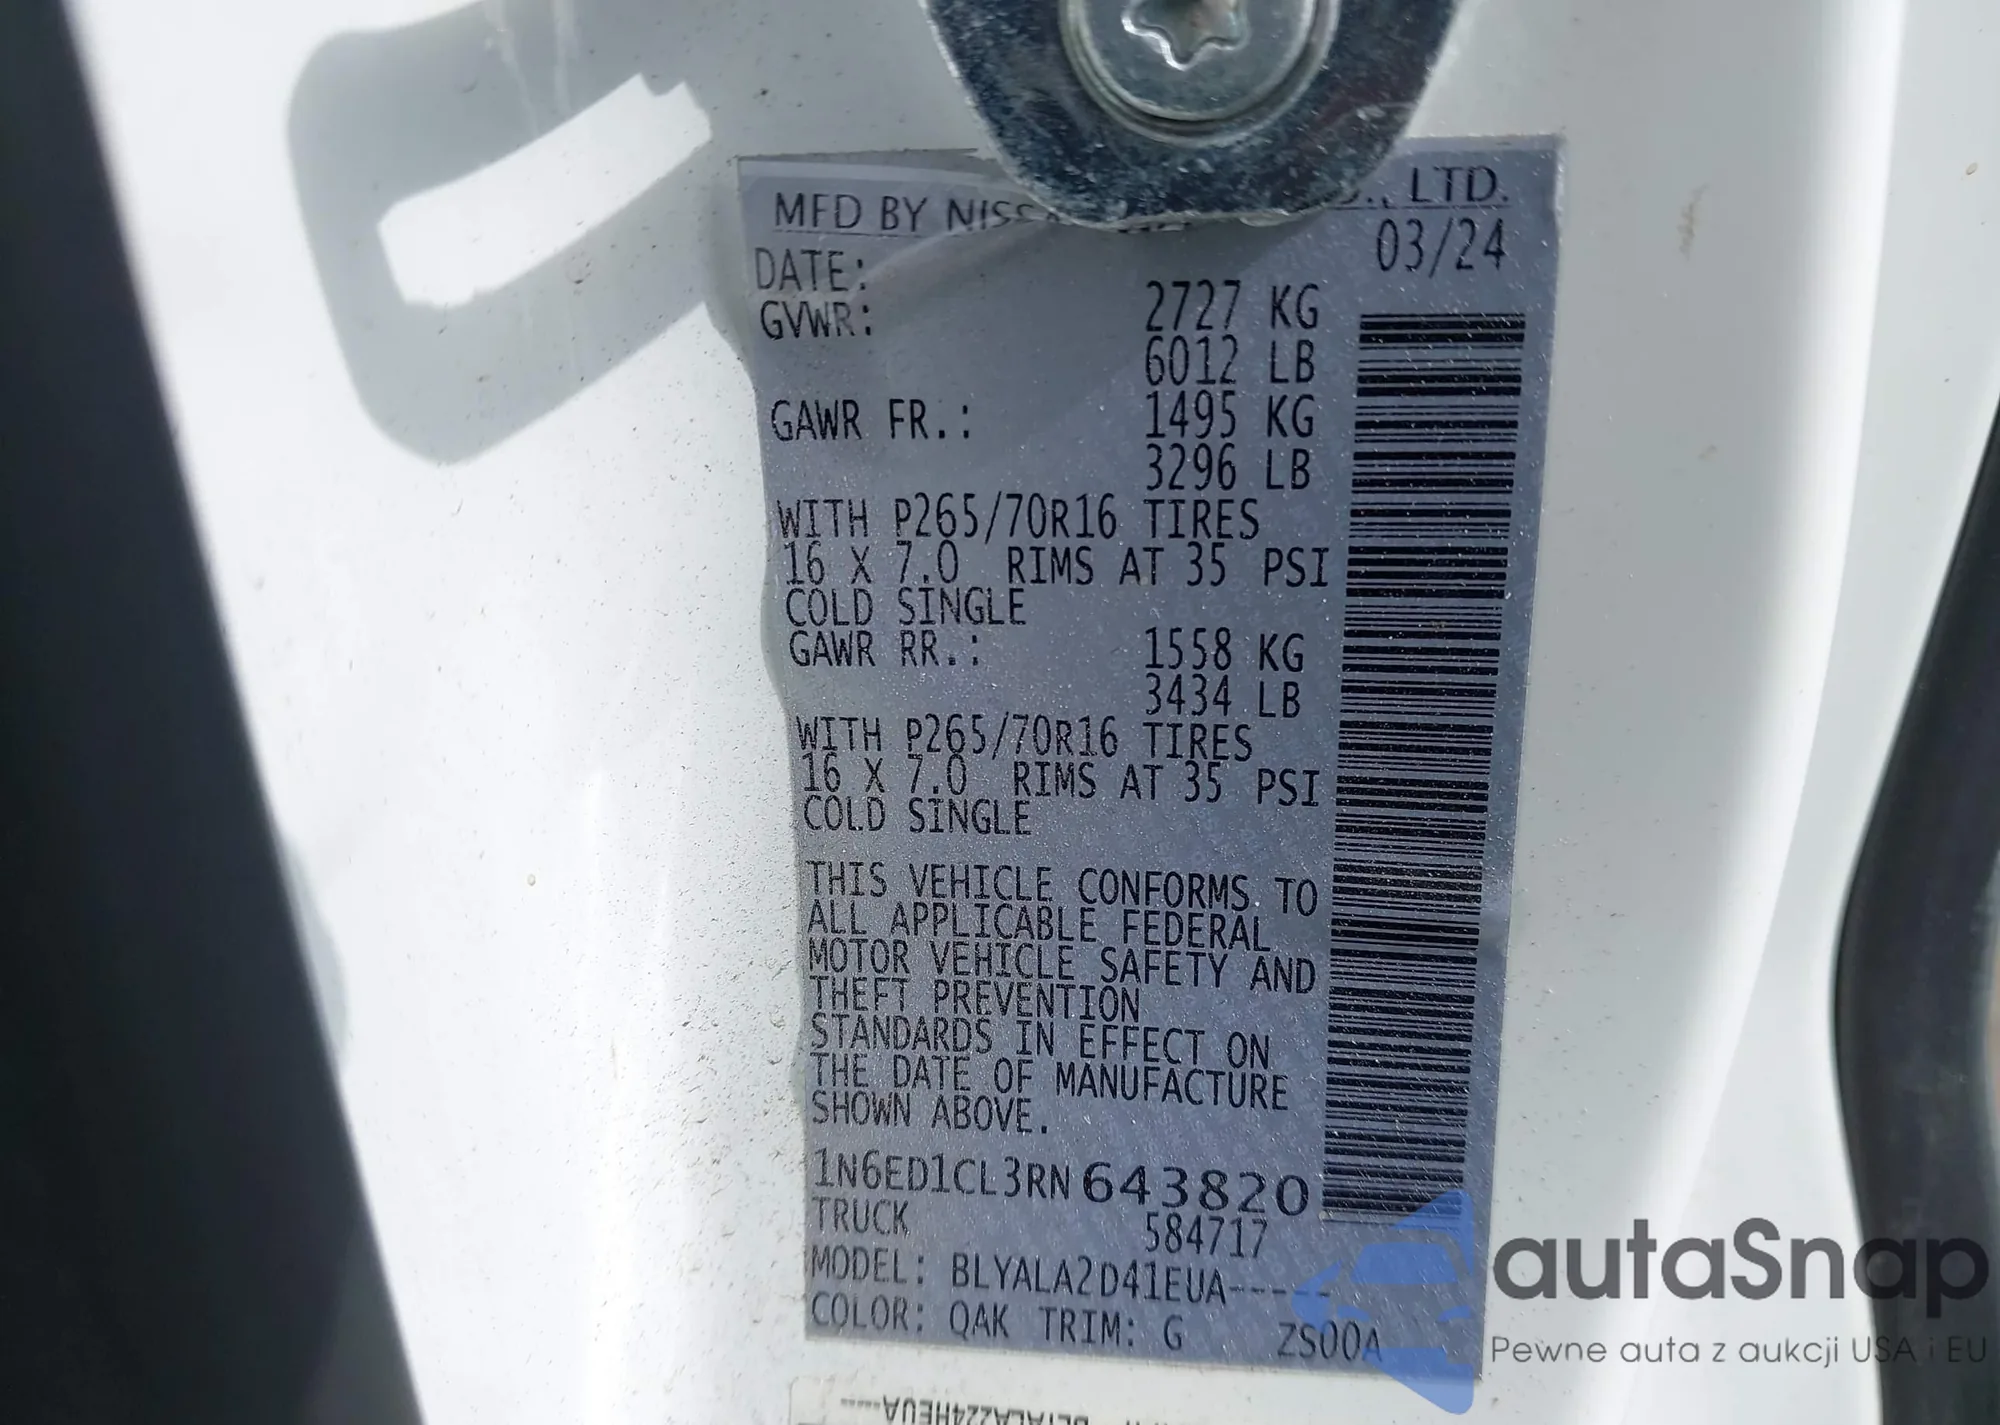 MFD BY NISSAN ., LTD.
DATE: 03/24
GVWR: 2727 KG
6012 LB
GAWR FR.: 1495 KG
3296 LB
WITH P265/70R16 TIRES
16 X 7.0 RIMS AT 35 PSI
COLD SINGLE
GAWR RR.: 1558 KG
3434 LB
WITH P265/70R16 TIRES
16 X 7.0 RIMS AT 35 PSI
COLD SINGLE
THIS VEHICLE CONFORMS TO
ALL APPLICABLE FEDERAL
MOTOR VEHICLE SAFETY AND
THEFT PREVENTION
STANDARDS IN EFFECT ON
THE DATE OF MANUFACTURE
SHOWN ABOVE.
1N6ED1CL3RN643820
TRUCK 584717
MODEL: BLYALA2D41EUA-----
COLOR: QAK TRIM: G ZS00A
autaSnap
Pewne auta z aukcji USA i EU